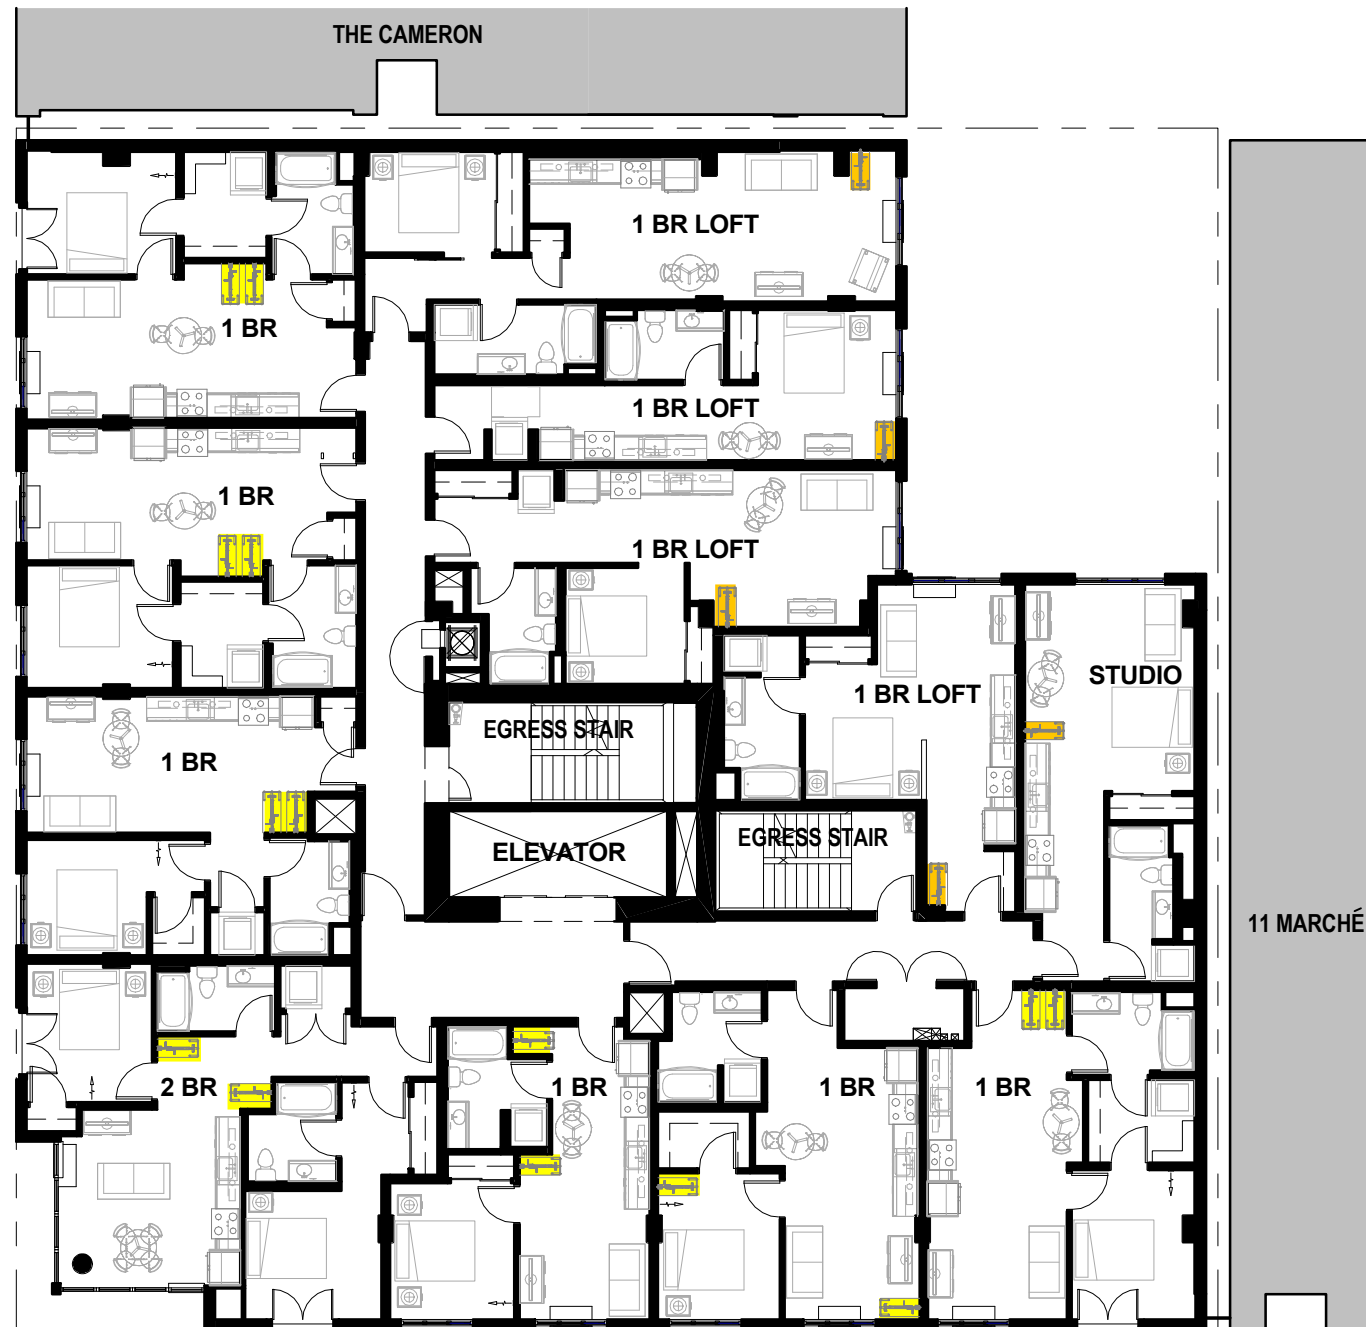 THE CAMERON
1 BR LOFT
1 BR
1 BR LOFT
1 BR
1 BR LOFT
STUDIO
1 BR LOFT
EGRESS STAIR
1 BR
EGRESS STAIR
ELEVATOR
11 MARCHÉ
2 BR
1 BR
1 BR
1 BR